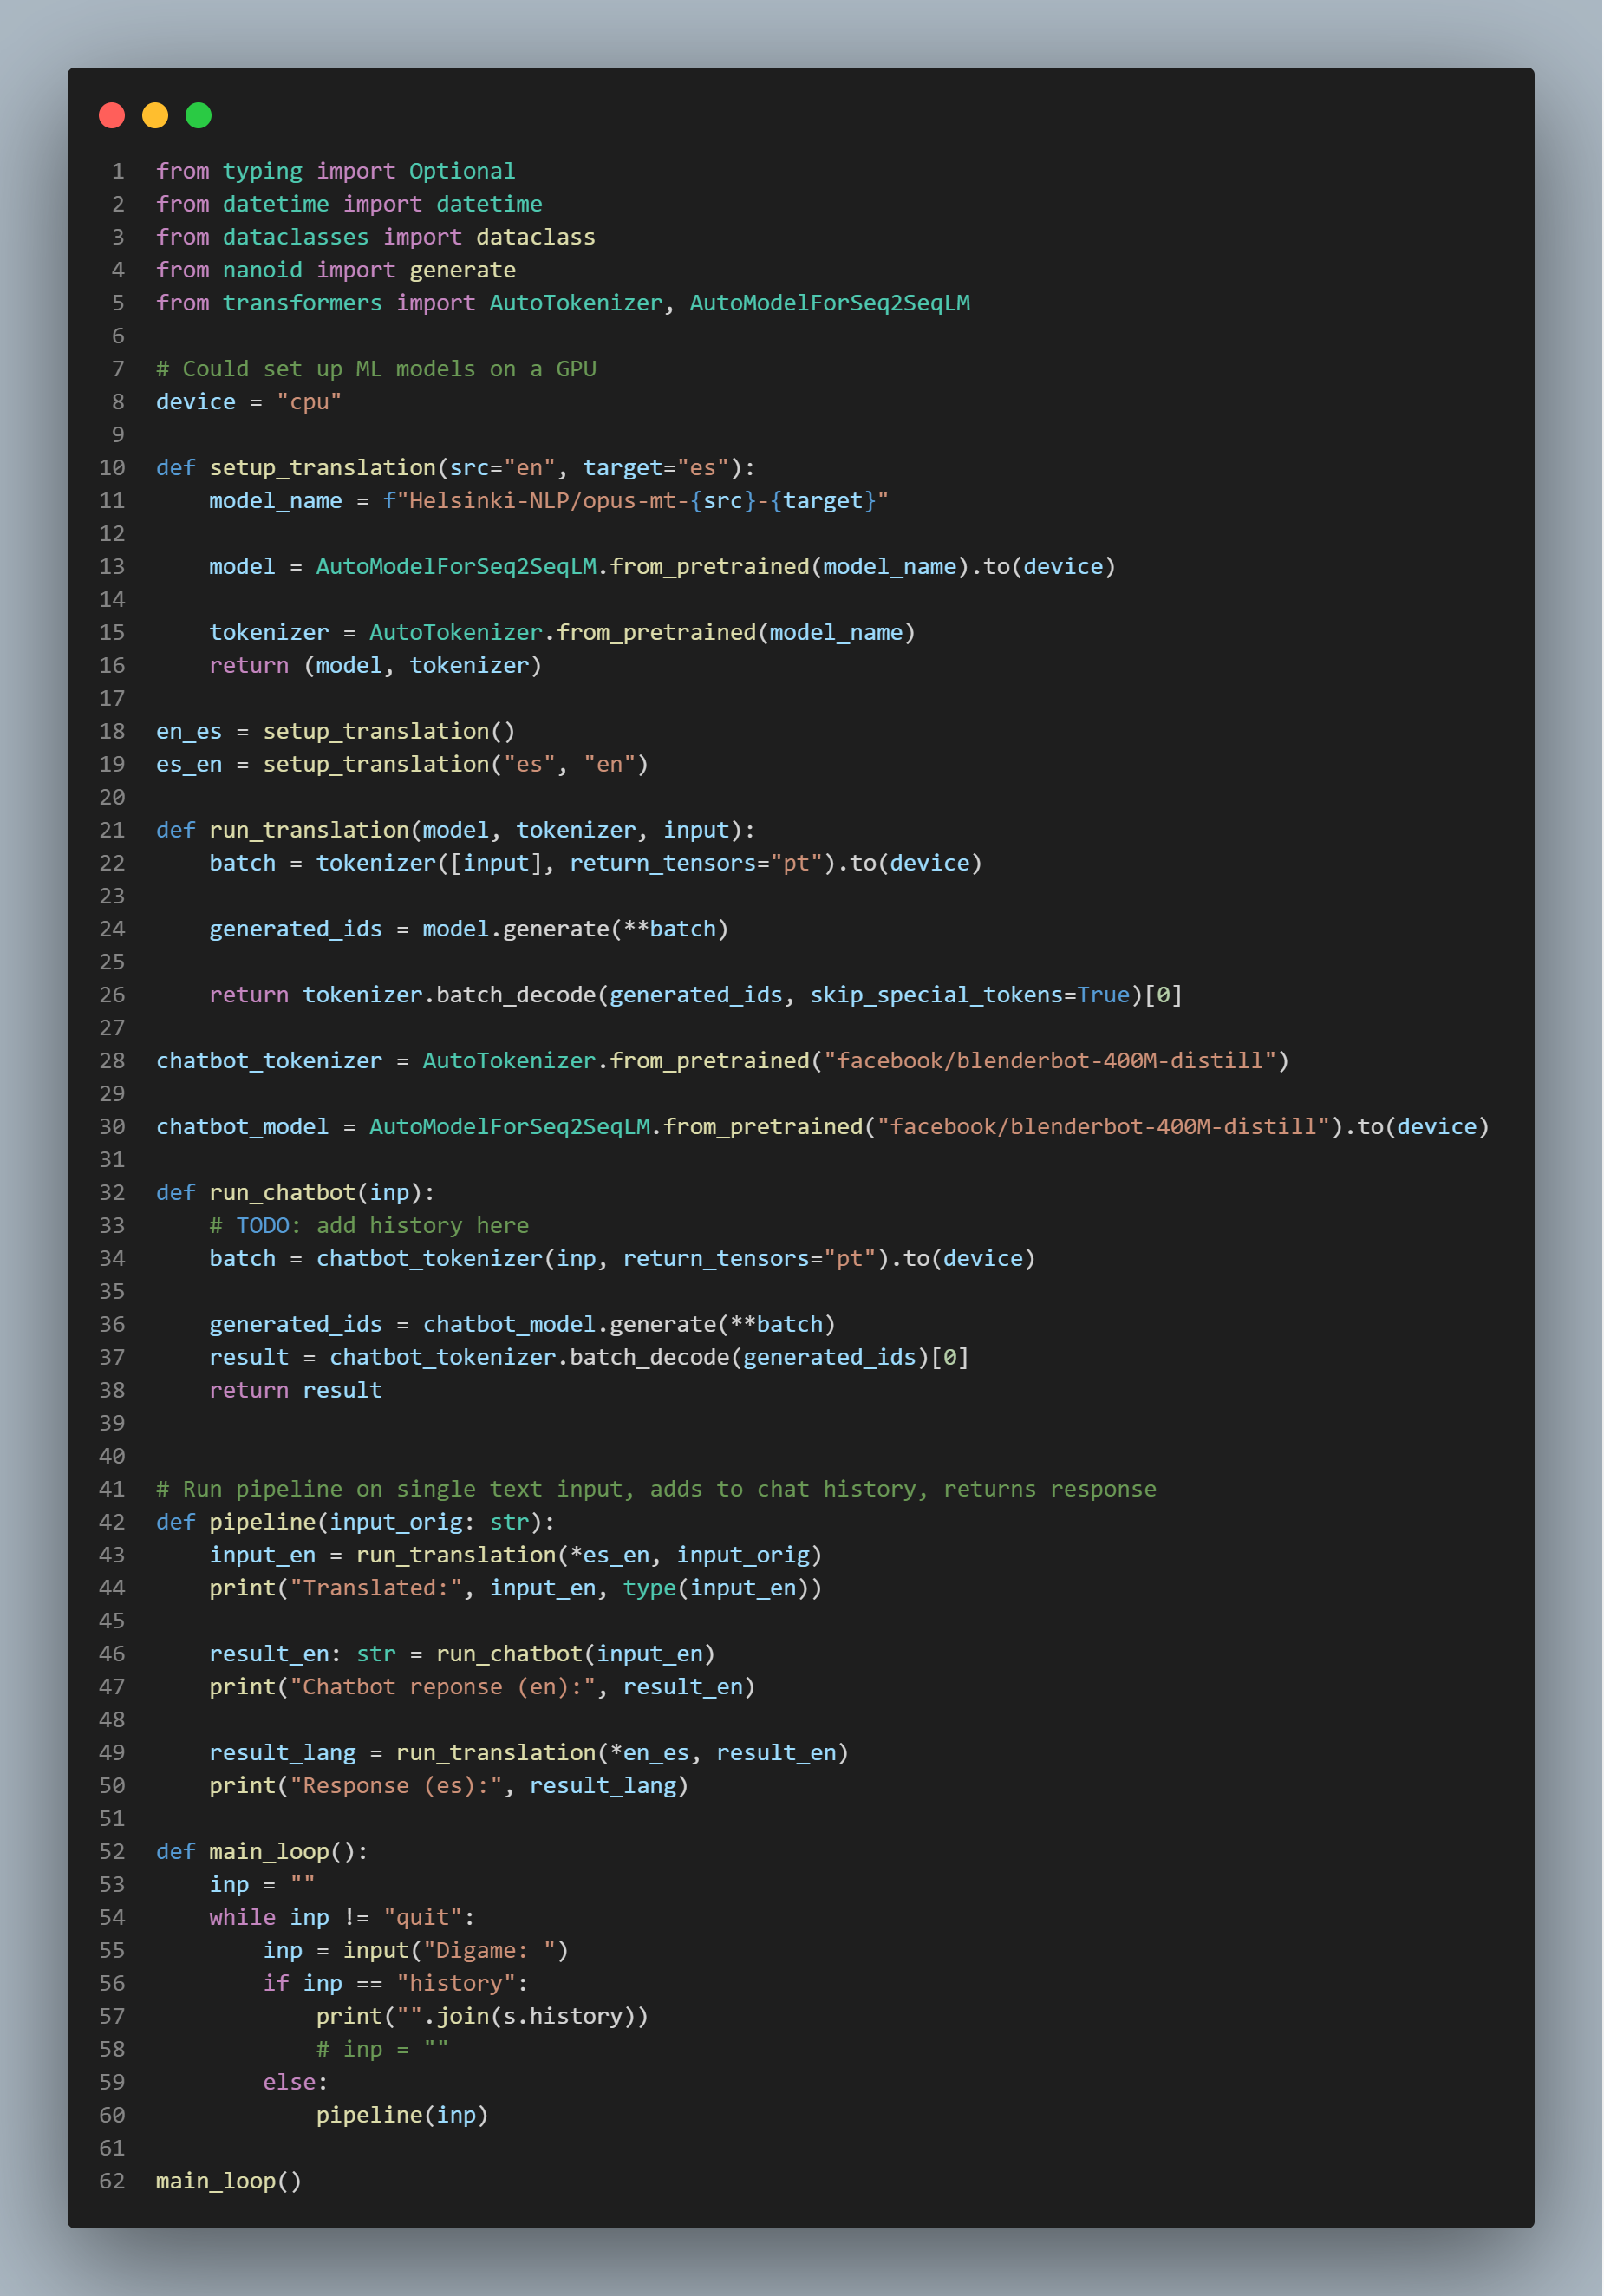 1 from typing import Optional
2 from datetime import datetime
3 from dataclasses import dataclass
4 from nanoid import generate
5 from transformers import AutoTokenizer, AutoModelForSeq2SeqLM
6
7 # Could set up ML models on a GPU
8 device = "cpu"
9
10 def setup_translation(src="en", target="es"):
11     model_name = f"Helsinki-NLP/opus-mt-{src}-{target}"
12
13     model = AutoModelForSeq2SeqLM.from_pretrained(model_name).to(device)
14
15     tokenizer = AutoTokenizer.from_pretrained(model_name)
16     return (model, tokenizer)
17
18 en_es = setup_translation()
19 es_en = setup_translation("es", "en")
20
21 def run_translation(model, tokenizer, input):
22     batch = tokenizer([input], return_tensors="pt").to(device)
23
24     generated_ids = model.generate(**batch)
25
26     return tokenizer.batch_decode(generated_ids, skip_special_tokens=True)[0]
27
28 chatbot_tokenizer = AutoTokenizer.from_pretrained("facebook/blenderbot-400M-distill")
29
30 chatbot_model = AutoModelForSeq2SeqLM.from_pretrained("facebook/blenderbot-400M-distill").to(device)
31
32 def run_chatbot(inp):
33     # TODO: add history here
34     batch = chatbot_tokenizer(inp, return_tensors="pt").to(device)
35
36     generated_ids = chatbot_model.generate(**batch)
37     result = chatbot_tokenizer.batch_decode(generated_ids)[0]
38     return result
39
40
41 # Run pipeline on single text input, adds to chat history, returns response
42 def pipeline(input_orig: str):
43     input_en = run_translation(*es_en, input_orig)
44     print("Translated:", input_en, type(input_en))
45
46     result_en: str = run_chatbot(input_en)
47     print("Chatbot reponse (en):", result_en)
48
49     result_lang = run_translation(*en_es, result_en)
50     print("Response (es):", result_lang)
51
52 def main_loop():
53     inp = ""
54     while inp != "quit":
55         inp = input("Digame: ")
56         if inp == "history":
57             print("".join(s.history))
58             # inp = ""
59         else:
60             pipeline(inp)
61
62 main_loop()